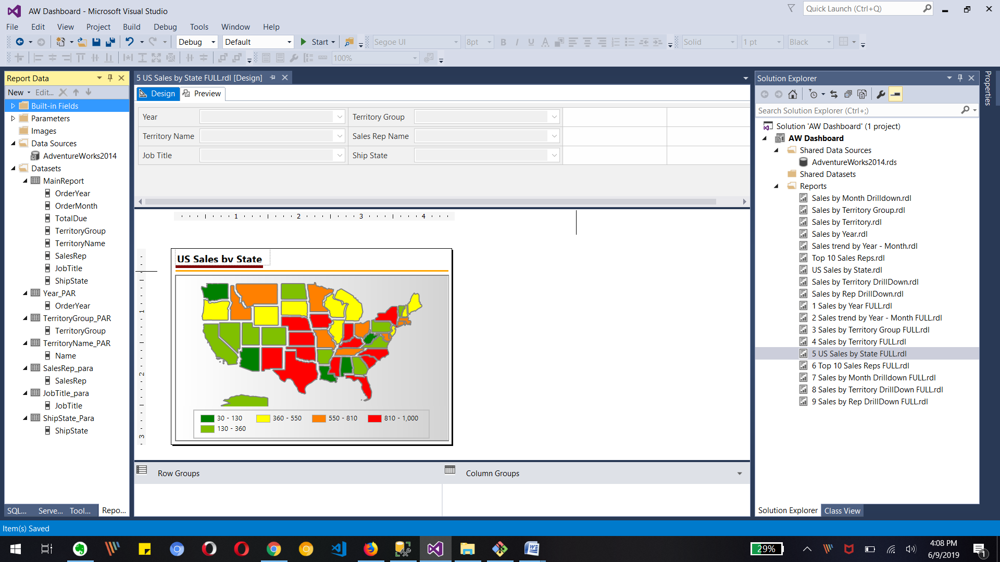 AW Dashboard - Microsoft Visual Studio
Quick Launch (Ctrl+Q)
File Edit View Project Build Debug Tools Window Help
Debug Default Start Segoe UI 8pt B I U A Solid 1 pt Black
100%
Report Data
New Edit...
Built-in Fields
Parameters
Images
Data Sources
AdventureWorks2014
Datasets
MainReport
OrderYear
OrderMonth
TotalDue
TerritoryGroup
TerritoryName
SalesRep
JobTitle
ShipState
Year_PAR
OrderYear
TerritoryGroup_PAR
TerritoryGroup
TerritoryName_PAR
Name
SalesRep_para
SalesRep
JobTitle_para
JobTitle
ShipState_Para
ShipState
SQL... Serve... Tool... Repo...
5 US Sales by State FULL.rdl [Design]
Design Preview
Year Territory Group
Territory Name Sales Rep Name
Job Title Ship State
1 2 3 4
1
2
3
US Sales by State
30 - 130 360 - 550 550 - 810 810 - 1,000
130 - 360
Row Groups Column Groups
Solution Explorer
Search Solution Explorer (Ctrl+;)
Solution 'AW Dashboard' (1 project)
AW Dashboard
Shared Data Sources
AdventureWorks2014.rds
Shared Datasets
Reports
Sales by Month Drilldown.rdl
Sales by Territory Group.rdl
Sales by Territory.rdl
Sales by Year.rdl
Sales trend by Year - Month.rdl
Top 10 Sales Reps.rdl
US Sales by State.rdl
Sales by Territory DrillDown.rdl
Sales by Rep DrillDown.rdl
1 Sales by Year FULL.rdl
2 Sales trend by Year - Month FULL.rdl
3 Sales by Territory Group FULL.rdl
4 Sales by Territory FULL.rdl
5 US Sales by State FULL.rdl
6 Top 10 Sales Reps FULL.rdl
7 Sales by Month Drilldown FULL.rdl
8 Sales by Territory DrillDown FULL.rdl
9 Sales by Rep DrillDown FULL.rdl
Solution Explorer Class View
Properties
Item(s) Saved
29%
4:08 PM
6/9/2019
1